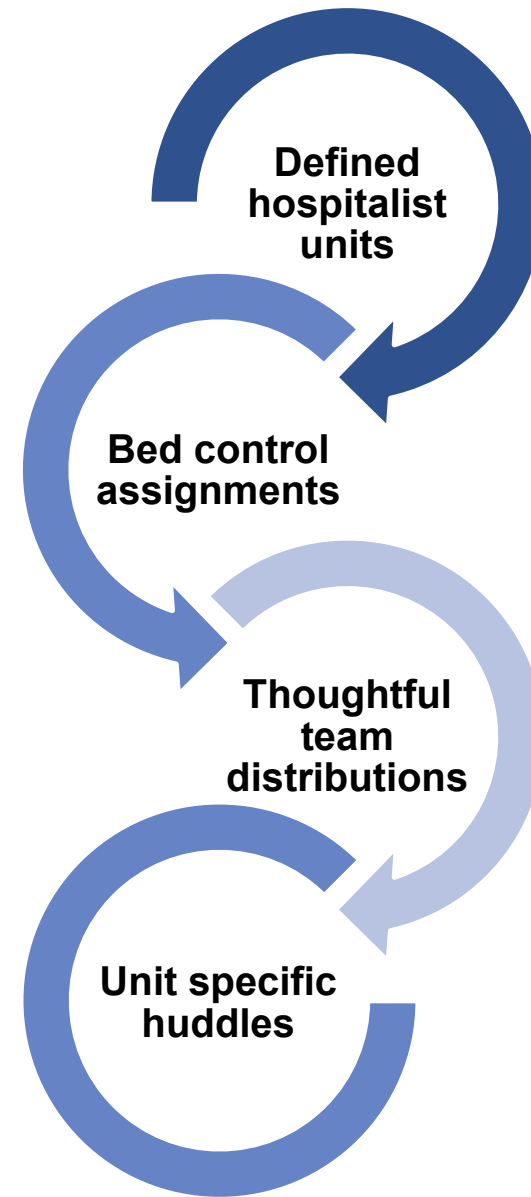 Defined
hospitalist
units
Bed control
assignments
Thoughtful
team
distributions
Unit specific
huddles